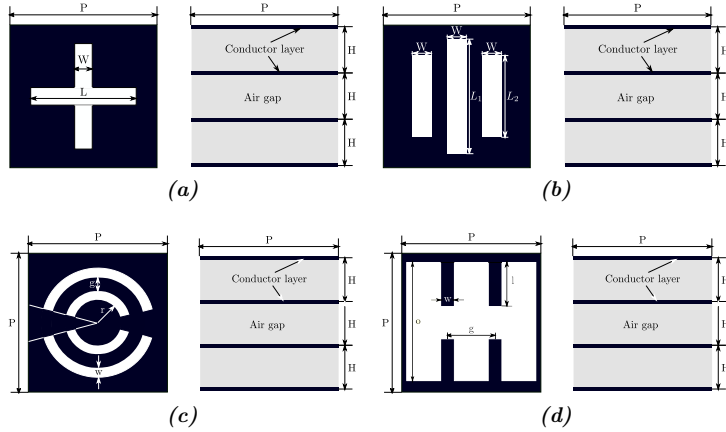 P
P
W
L
Conductor layer
Air gap
H
H
H
(a)
P
P
W
W
W
L1
L2
Conductor layer
Air gap
H
H
H
(b)
P
P
P
g
r
w
Conductor layer
Air gap
H
H
H
(c)
P
P
P
w
l
o
g
Conductor layer
Air gap
H
H
H
(d)